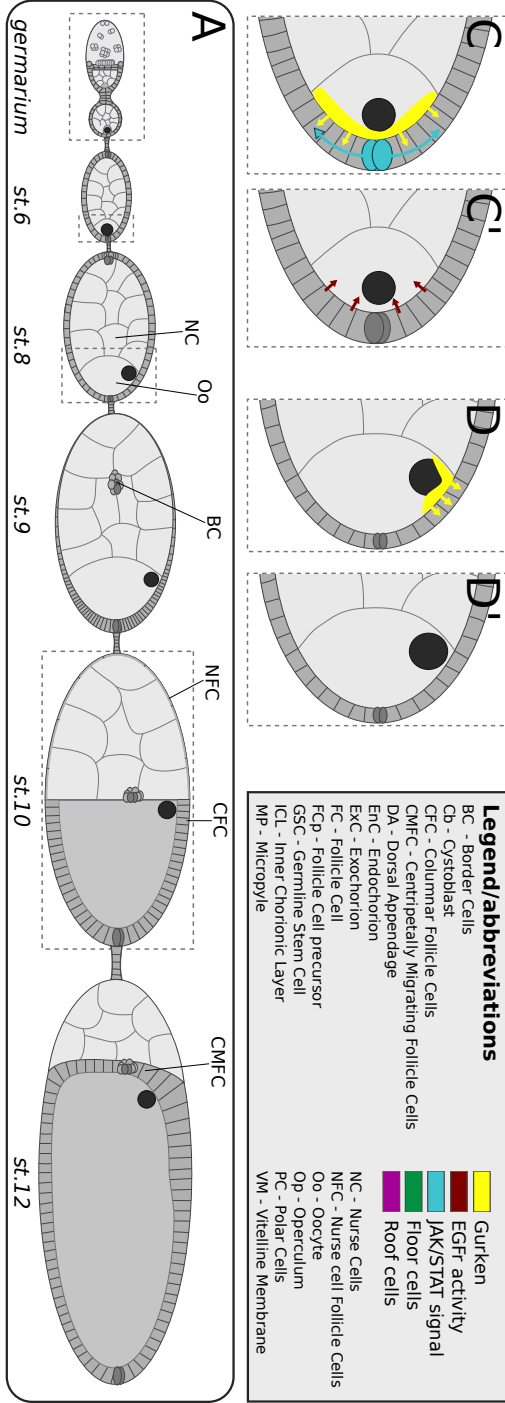 A
germarium
st.6
st.8
st.9
st.10
st.12
NC
Oo
BC
NFC
CFC
CMFC
C
C'
D
D'
Legend/abbreviations
BC - Border Cells
Cb - Cystoblast
CFC - Columnar Follicle Cells
CMFC - Centripetally Migrating Follicle Cells
DA - Dorsal Appendage
EnC - Endochorion
ExC - Exochorion
FC - Follicle Cell
FCp - Follicle Cell precursor
GSC - Germline Stem Cell
ICL - Inner Chorionic Layer
MP - Micropyle
Gurken
EGFr activity
JAK/STAT signal
Floor cells
Roof cells
NC - Nurse Cells
NFC - Nurse cell Follicle Cells
Oo - Oocyte
Op - Operculum
PC - Polar Cells
VM - Vitelline Membrane